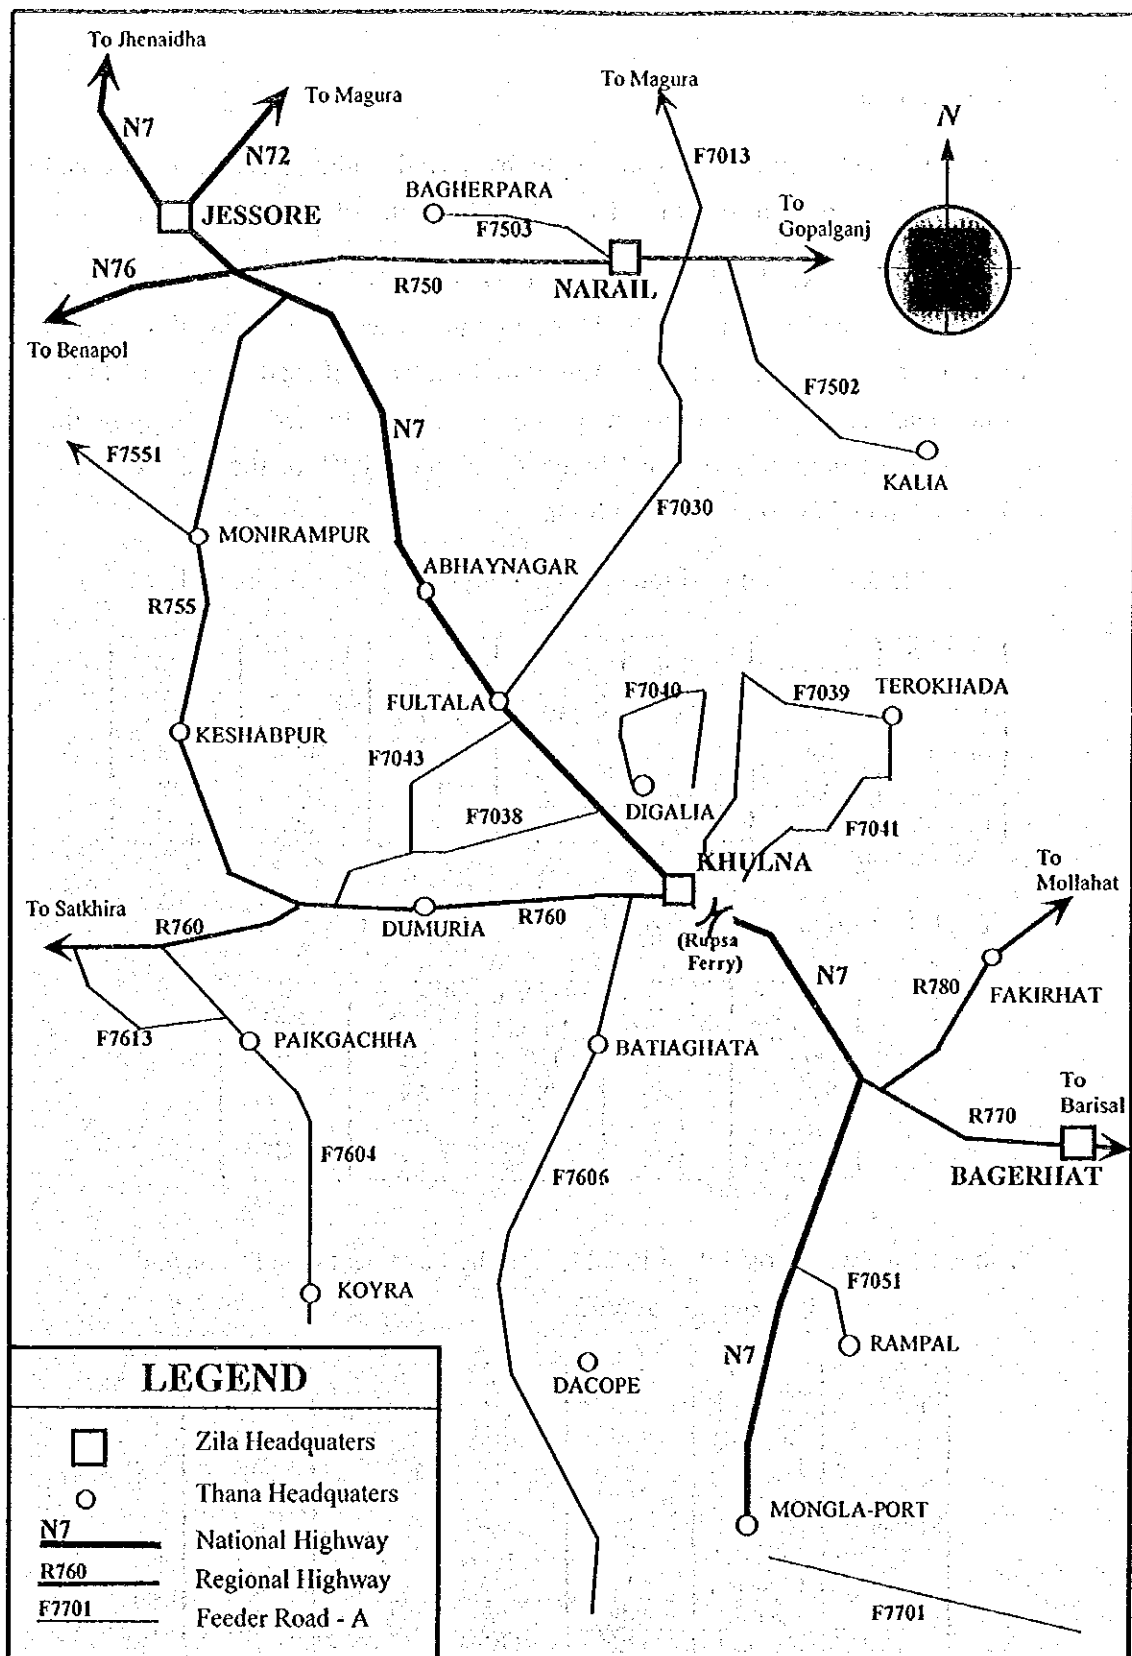 To Jhenaidha
To Magura
To Magura
N
N7
N72
F7013
BAGHERPARA
JESSORE
F7503
To
Gopalganj
N76
R750
NARAIL
To Benapol
F7502
N7
F7551
KALIA
F7030
MONIRAMPUR
ABHAYNAGAR
R755
FULTALA
F7040
F7039
TEROKHADA
KESHABPUR
F7043
DIGALIA
F7038
F7041
KHULNA
To
Mollahat
To Satkhira
R760
DUMURIA
R760
(Rupsa
Ferry)
N7
R780
FAKIRHAT
F7613
PAIKGACHHA
BATIAGHATA
To
Barisal
R770
F7604
F7606
BAGERHAT
KOYRA
F7051
RAMPAL
N7
DACOPE
LEGEND
Zila Headquaters
Thana Headquaters
N7
National Highway
R760
Regional Highway
F7701
Feeder Road - A
MONGLA-PORT
F7701